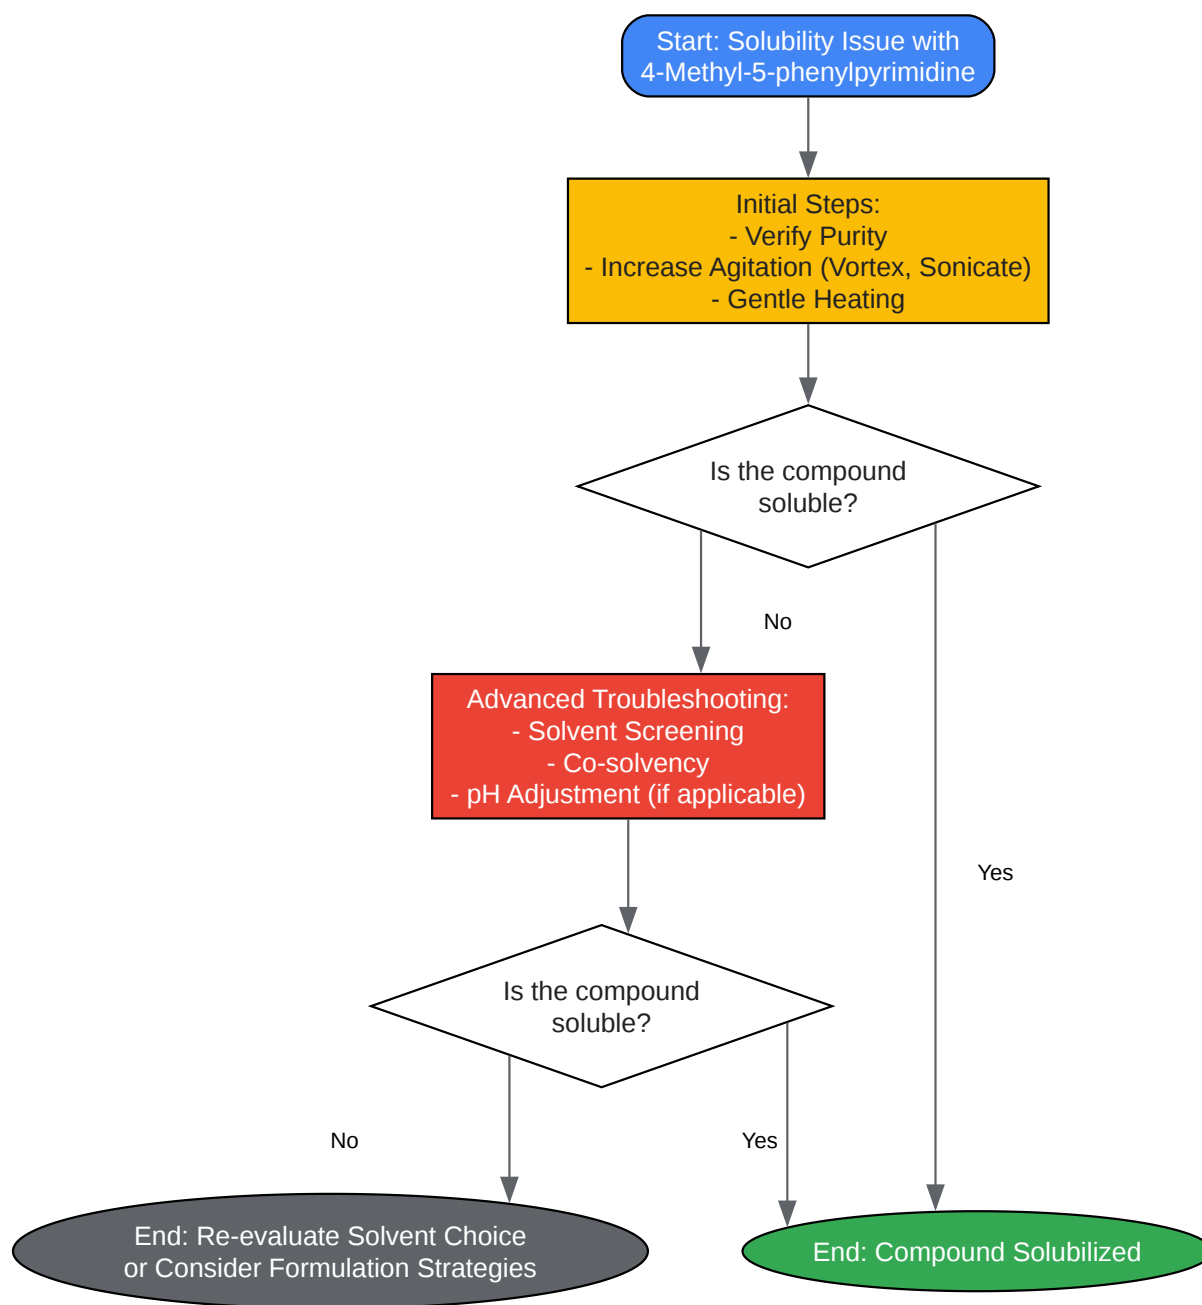 Start: Solubility Issue with
4-Methyl-5-phenylpyrimidine
Initial Steps:
- Verify Purity
- Increase Agitation (Vortex, Sonicate)
- Gentle Heating
Is the compound
soluble?
No
Advanced Troubleshooting:
- Solvent Screening
- Co-solvency
- pH Adjustment (if applicable)
Yes
Is the compound
soluble?
No
Yes
End: Re-evaluate Solvent Choice
or Consider Formulation Strategies
End: Compound Solubilized